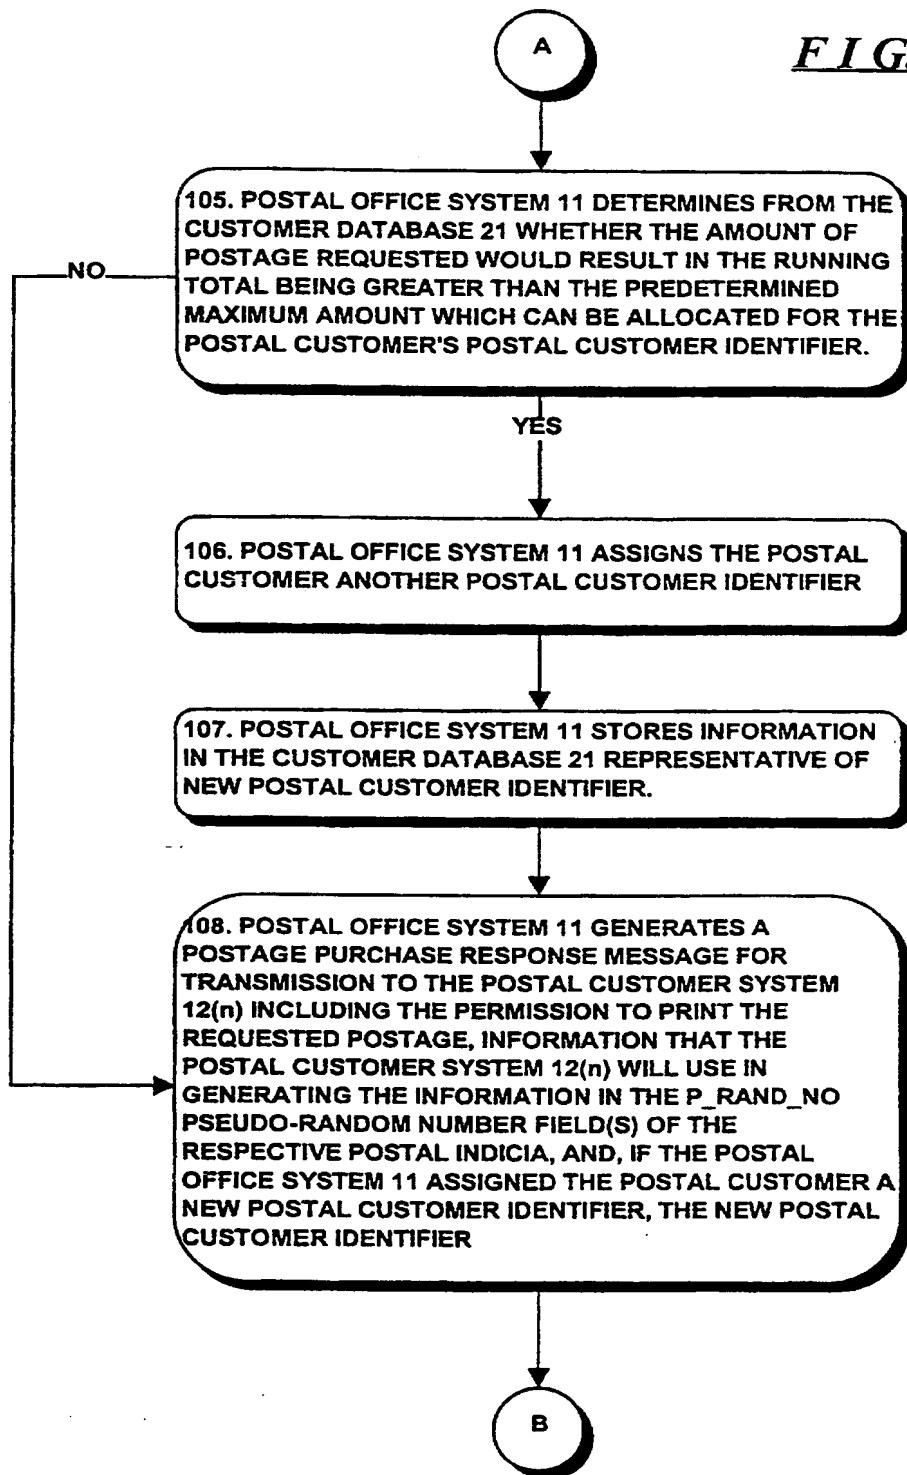 A
FIG.
105. POSTAL OFFICE SYSTEM 11 DETERMINES FROM THE
CUSTOMER DATABASE 21 WHETHER THE AMOUNT OF
POSTAGE REQUESTED WOULD RESULT IN THE RUNNING
TOTAL BEING GREATER THAN THE PREDETERMINED
MAXIMUM AMOUNT WHICH CAN BE ALLOCATED FOR THE
POSTAL CUSTOMER'S POSTAL CUSTOMER IDENTIFIER.
NO
YES
106. POSTAL OFFICE SYSTEM 11 ASSIGNS THE POSTAL
CUSTOMER ANOTHER POSTAL CUSTOMER IDENTIFIER
107. POSTAL OFFICE SYSTEM 11 STORES INFORMATION
IN THE CUSTOMER DATABASE 21 REPRESENTATIVE OF
NEW POSTAL CUSTOMER IDENTIFIER.
108. POSTAL OFFICE SYSTEM 11 GENERATES A
POSTAGE PURCHASE RESPONSE MESSAGE FOR
TRANSMISSION TO THE POSTAL CUSTOMER SYSTEM
12(n) INCLUDING THE PERMISSION TO PRINT THE
REQUESTED POSTAGE, INFORMATION THAT THE
POSTAL CUSTOMER SYSTEM 12(n) WILL USE IN
GENERATING THE INFORMATION IN THE P_RAND_NO
PSEUDO-RANDOM NUMBER FIELD(S) OF THE
RESPECTIVE POSTAL INDICIA, AND, IF THE POSTAL
OFFICE SYSTEM 11 ASSIGNED THE POSTAL CUSTOMER A
NEW POSTAL CUSTOMER IDENTIFIER, THE NEW POSTAL
CUSTOMER IDENTIFIER
B